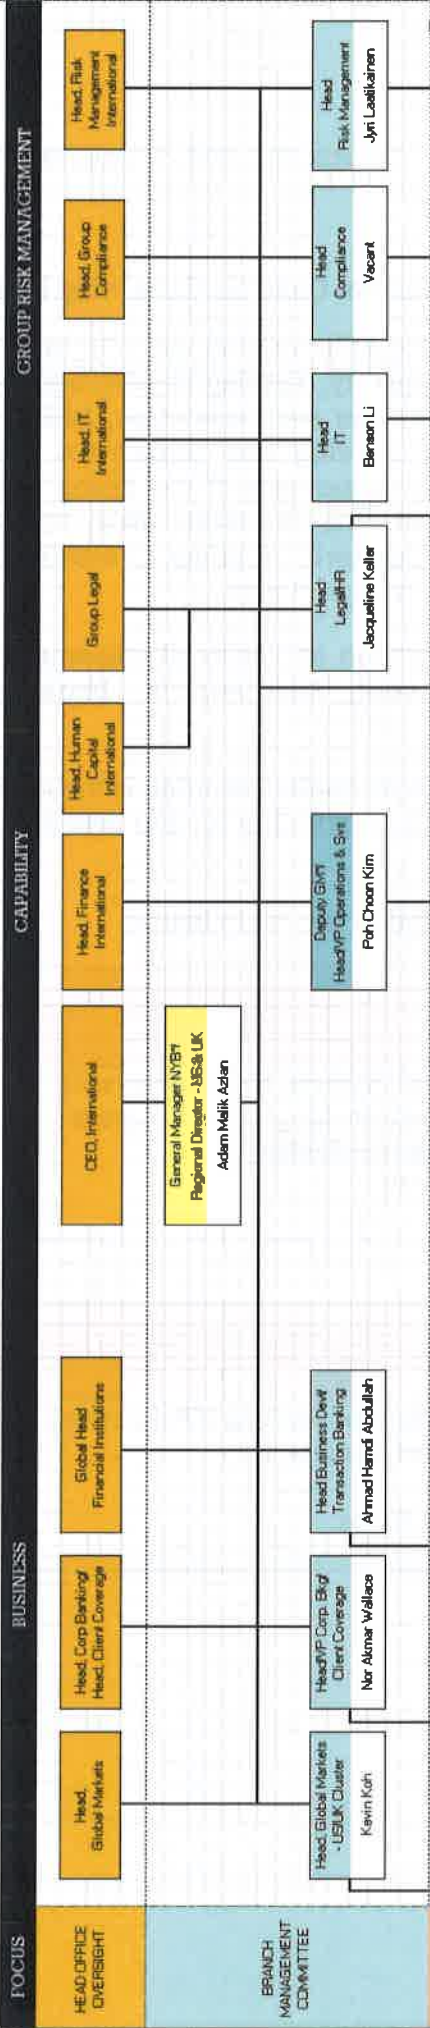 FOCUS
BUSINESS
CAPABILITY
GROUP RISK MANAGEMENT
HEAD OFFICE
OVERSIGHT
Head,
Global Markets
Head, Corp Banking/
Head, Client Coverage
Global Head
Financial Institutions
CEO, International
Head, Finance
International
Head, Human
Capital
International
Group Legal
Head, IT
International
Head, Group
Compliance
Head, Risk
Management
International
General Manager NYB*/
Regional Director - US & UK
Adam Malik Azlan
BRANCH
MANAGEMENT
COMMITTEE
Head, Global Markets
- US/UK Cluster
Kevin Koh
Head/VP Corp. Bkg/
Client Coverage
Nor Akmar Wallace
Head Business Dev/
Transaction Banking
Ahmad Hamdi Abdullah
Deputy GM*/
Head/VP Operations & Svs
Poh Choon Kim
Head
Legal/HR
Jacqueline Keller
Head
IT
Benson Li
Head
Compliance
Vacant
Head
Risk Management
Jyri Laatikainen